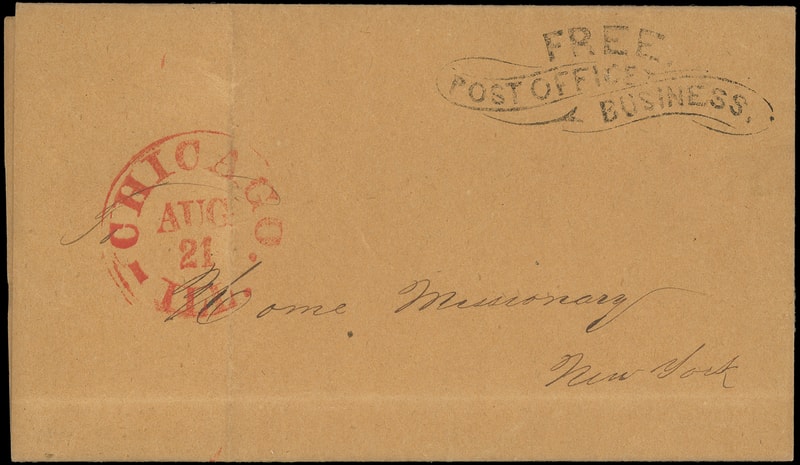 FREE.
POST OFFICE
BUSINESS.
CHICAGO.
AUG
21
ILL.
Home Missionary
New York